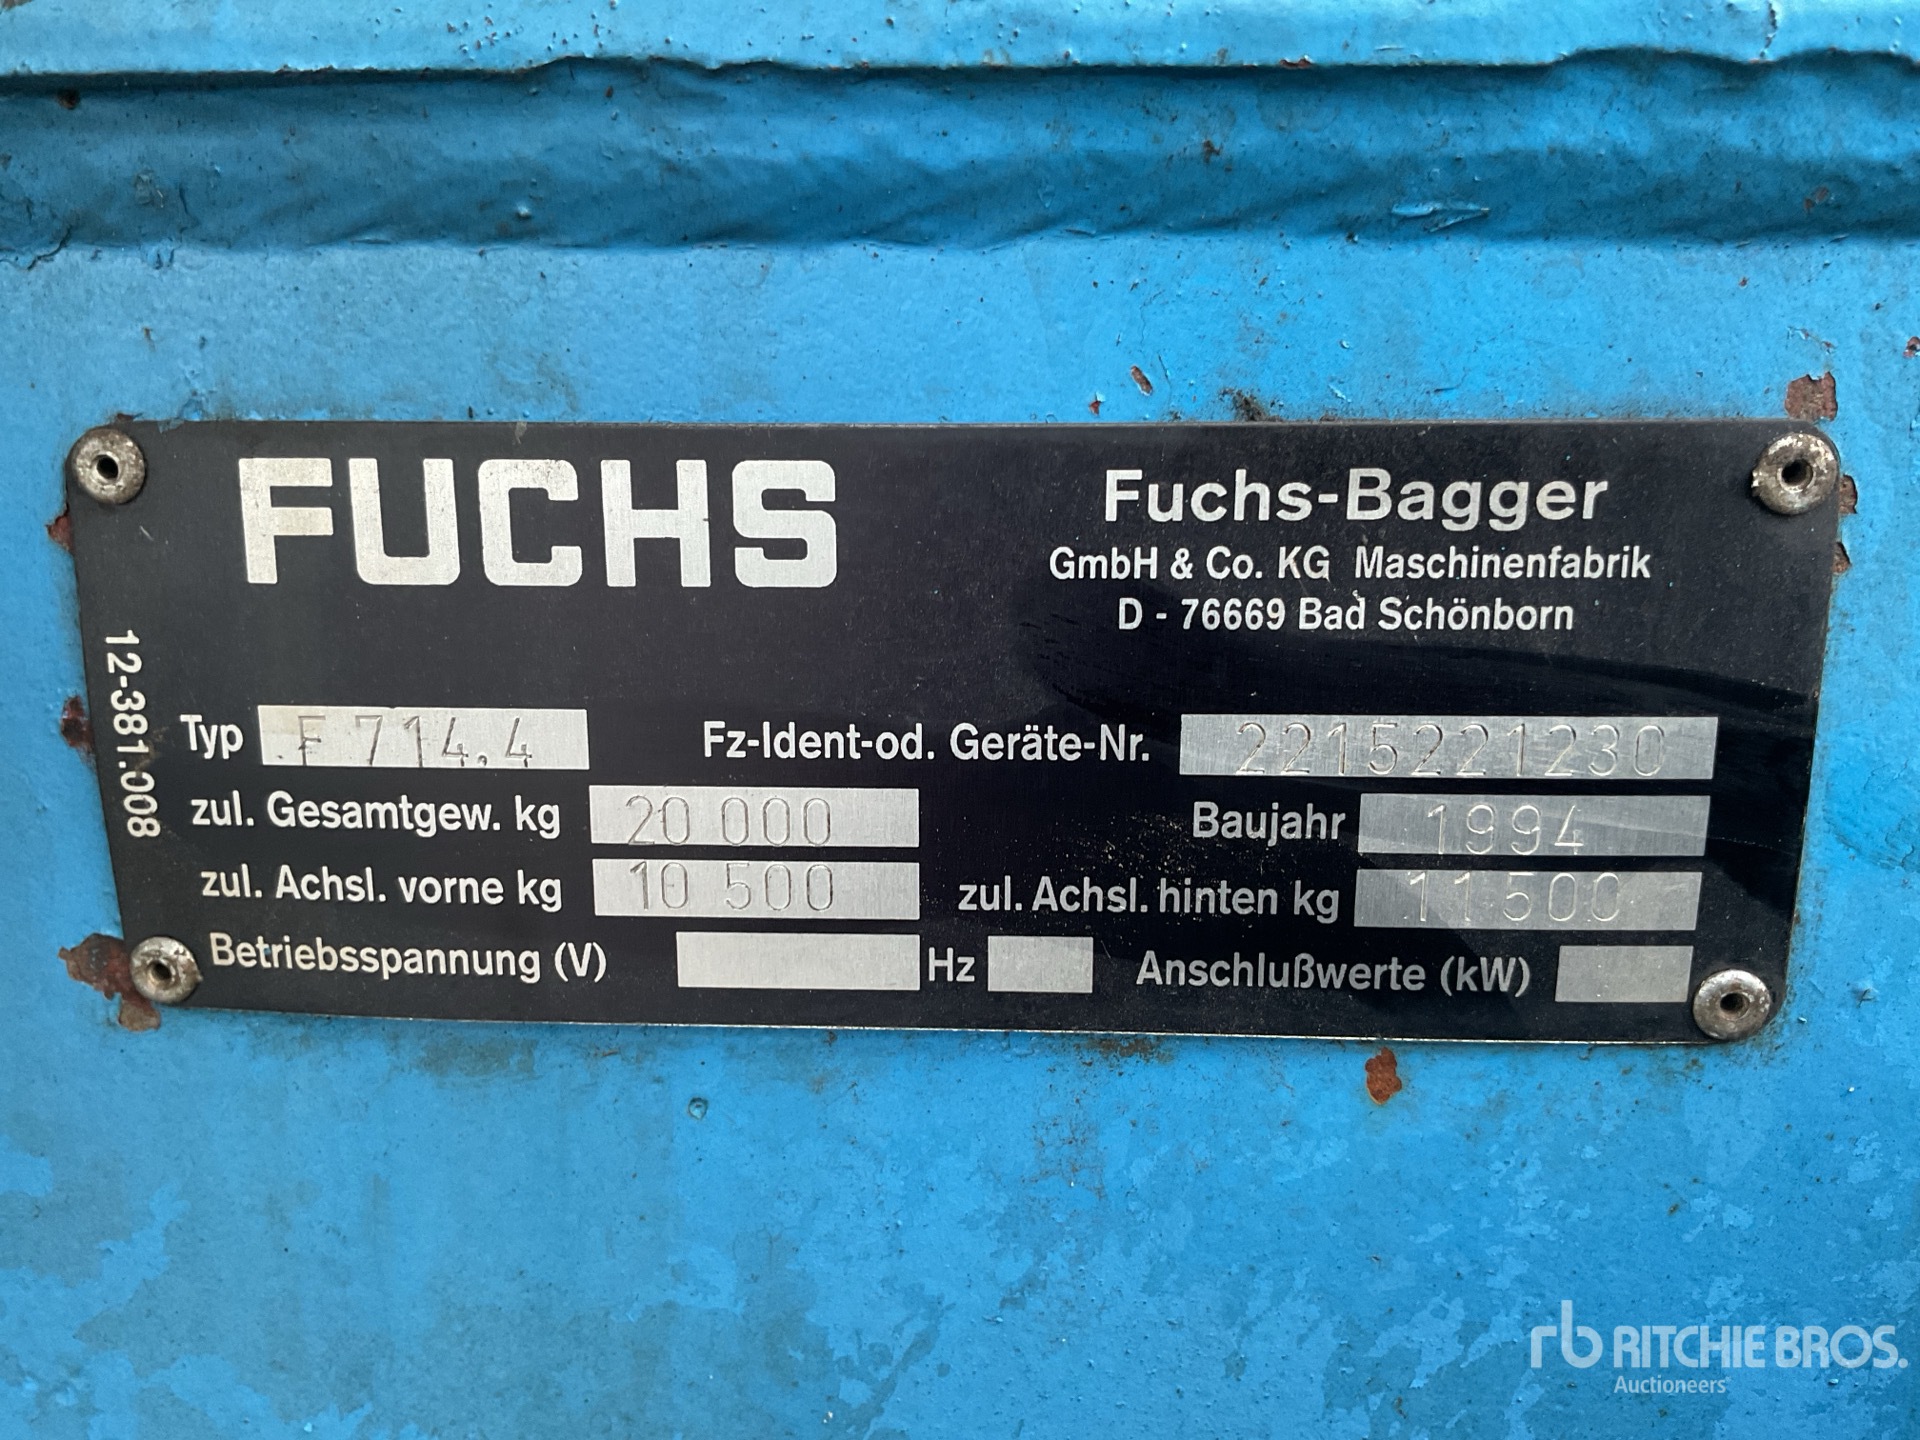 FUCHS
Fuchs-Bagger
GmbH & Co. KG Maschinenfabrik
D - 76669 Bad Schönborn
12-381.008
Typ F 714.4 Fz-Ident-od. Geräte-Nr. 2215221230
zul. Gesamtgew. kg 20 000 Baujahr 1994
zul. Achsl. vorne kg 10 500 zul. Achsl. hinten kg 11500
Betriebsspannung (V) Hz Anschlußwerte (kW)
rb RITCHIE BROS.
Auctioneers